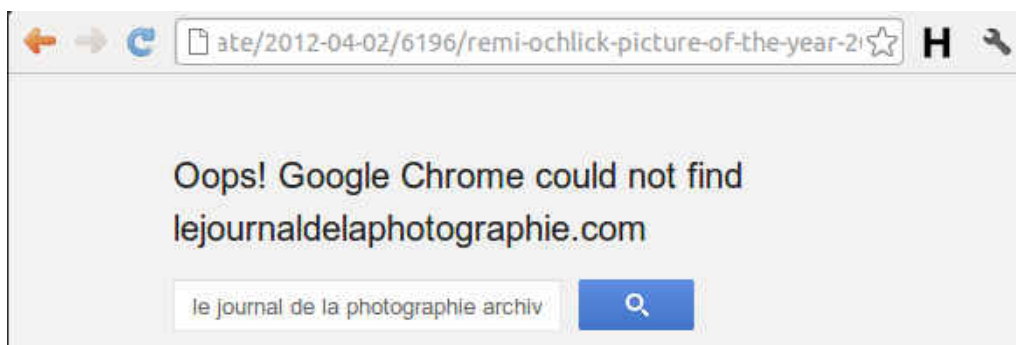 ate/2012-04-02/6196/remi-ochlick-picture-of-the-year-2 H
Oops! Google Chrome could not find
lejournaldelaphotographie.com
le journal de la photographie archiv